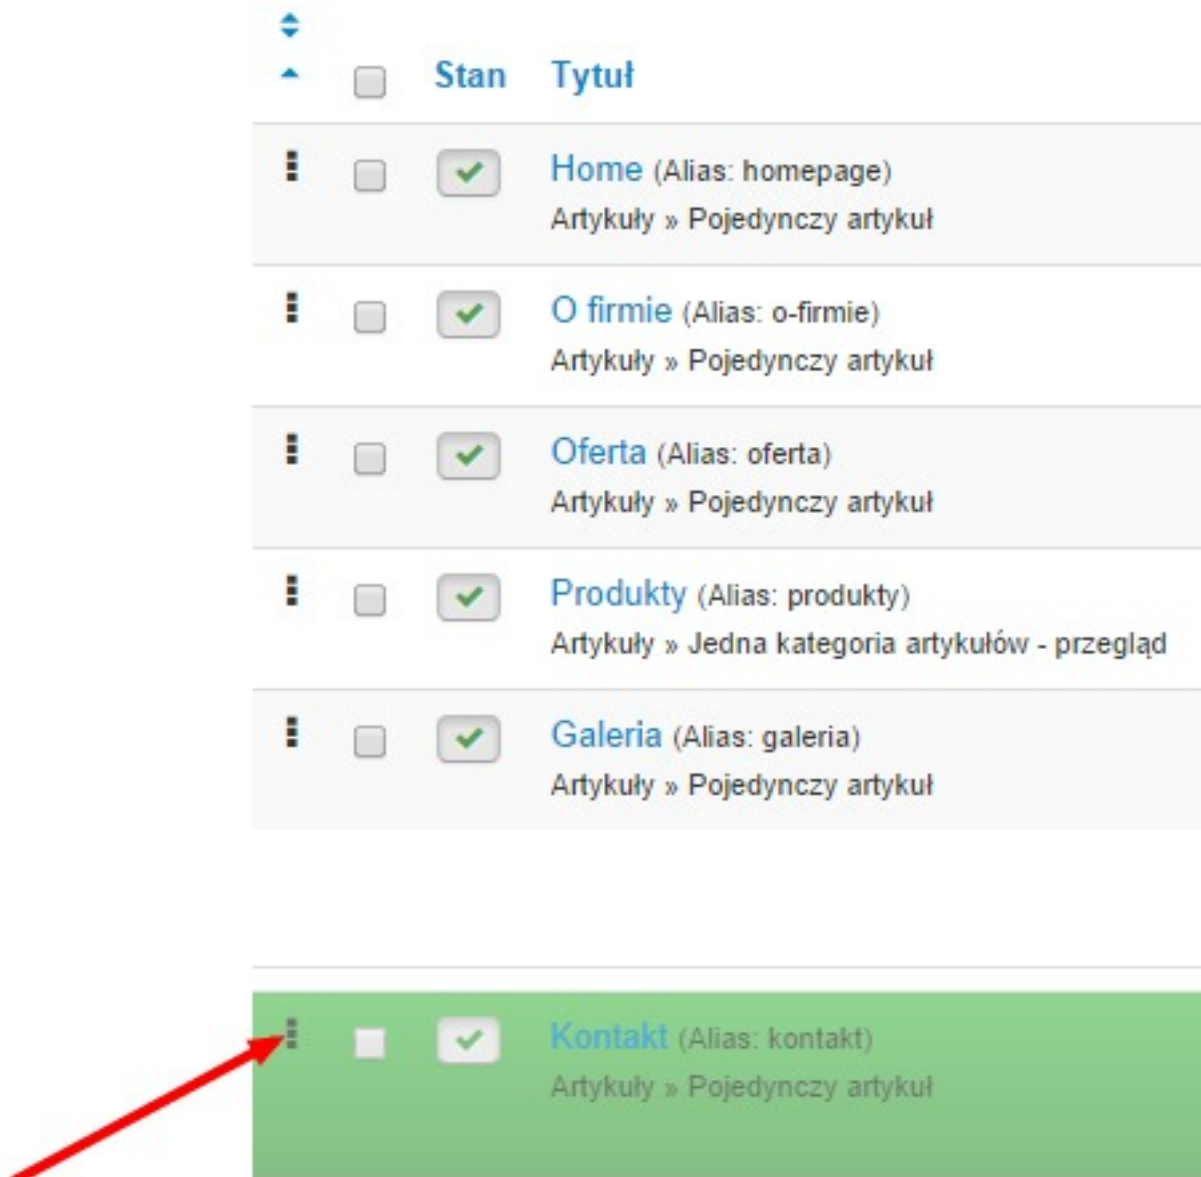 Stan Tytuł
Home (Alias: homepage)
Artykuły » Pojedynczy artykuł
O firmie (Alias: o-firmie)
Artykuły » Pojedynczy artykuł
Oferta (Alias: oferta)
Artykuły » Pojedynczy artykuł
Produkty (Alias: produkty)
Artykuły » Jedna kategoria artykułów - przegląd
Galeria (Alias: galeria)
Artykuły » Pojedynczy artykuł
Kontakt (Alias: kontakt)
Artykuły » Pojedynczy artykuł